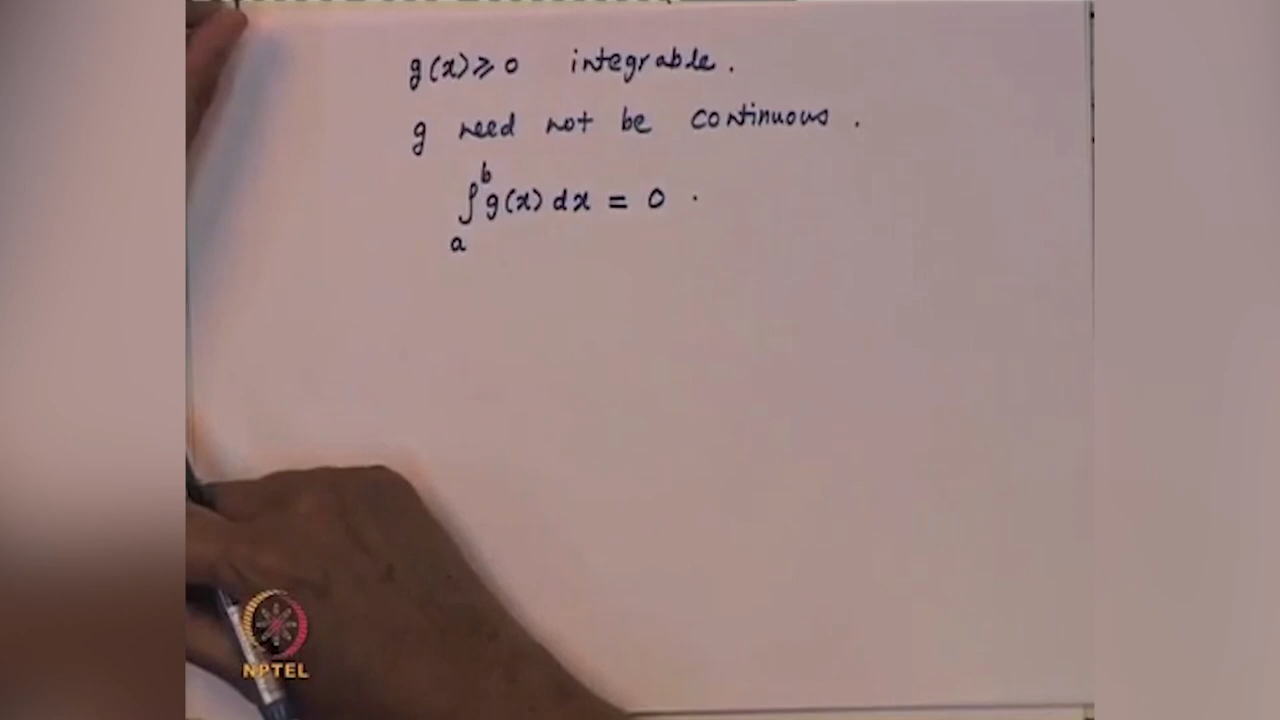 g(x) ⩾ 0 integrable.
g need not be continuous.
∫_a^b g(x) dx = 0.
NPTEL